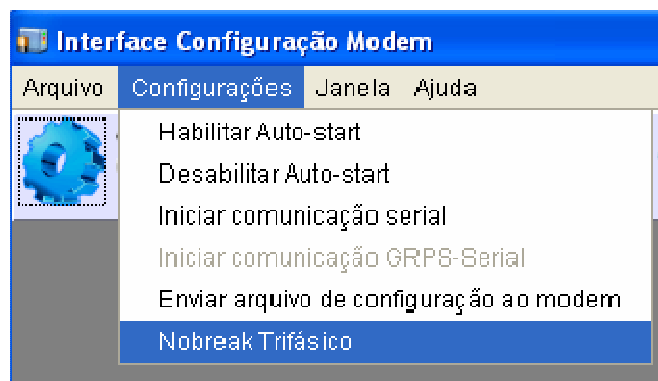 Interface Configuração Modem
Arquivo Configurações Janela Ajuda
Habilitar Auto-start
Desabilitar Auto-start
Iniciar comunicação serial
Iniciar comunicação GRPS-Serial
Enviar arquivo de configuração ao modem
Nobreak Trifásico